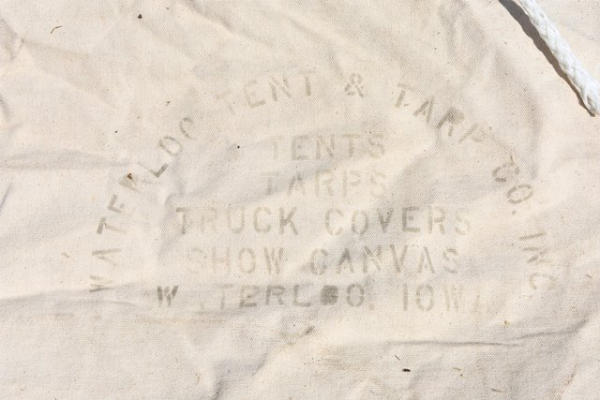 WATERLOO TENT & TARP CO. INC
TENTS
TARPS
TRUCK COVERS
SHOW CANVAS
WATERLOO, IOWA